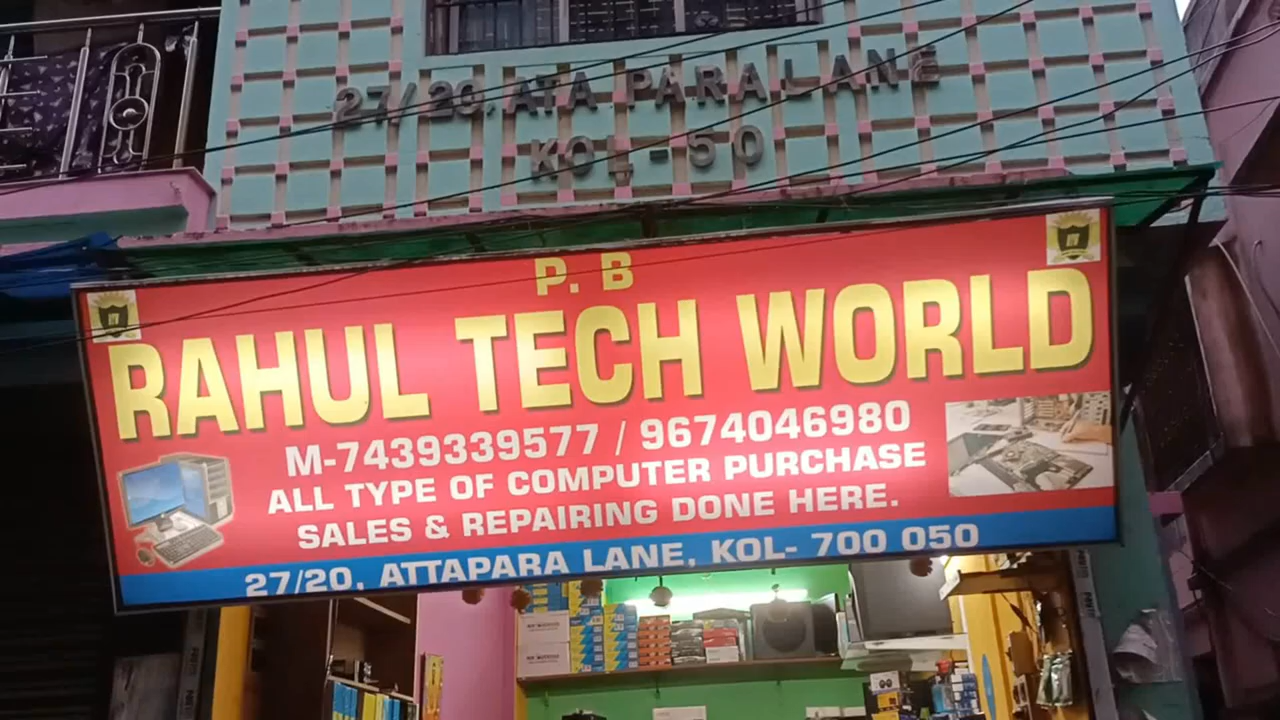 27/20, ATA PARA LANE
KOL-50
P. B
RAHUL TECH WORLD
M-7439339577 / 9674046980
ALL TYPE OF COMPUTER PURCHASE
SALES & REPAIRING DONE HERE.
27/20, ATTAPARA LANE, KOL- 700 050